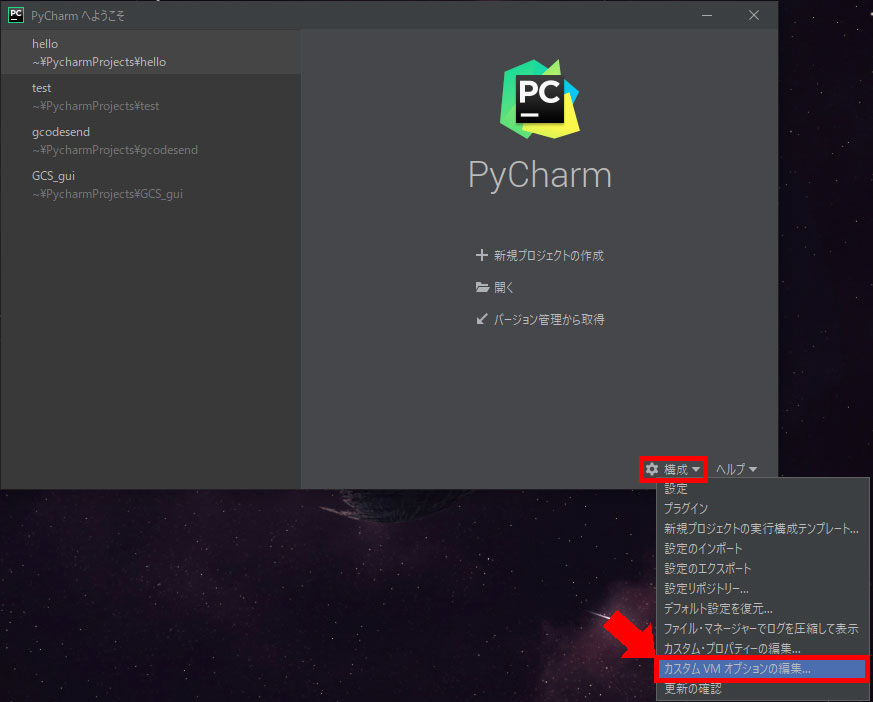 PC PyCharm へようこそ
hello
~¥PycharmProjects¥hello
test
~¥PycharmProjects¥test
gcodesend
~¥PycharmProjects¥gcodesend
GCS_gui
~¥PycharmProjects¥GCS_gui
PC
PyCharm
新規プロジェクトの作成
開く
バージョン管理から取得
構成 ヘルプ
設定
プラグイン
新規プロジェクトの実行構成テンプレート...
設定のインポート
設定のエクスポート
設定リポジトリー...
デフォルト設定を復元...
ファイル・マネージャーでログを圧縮して表示
カスタム・プロパティーの編集...
カスタム VM オプションの編集...
更新の確認